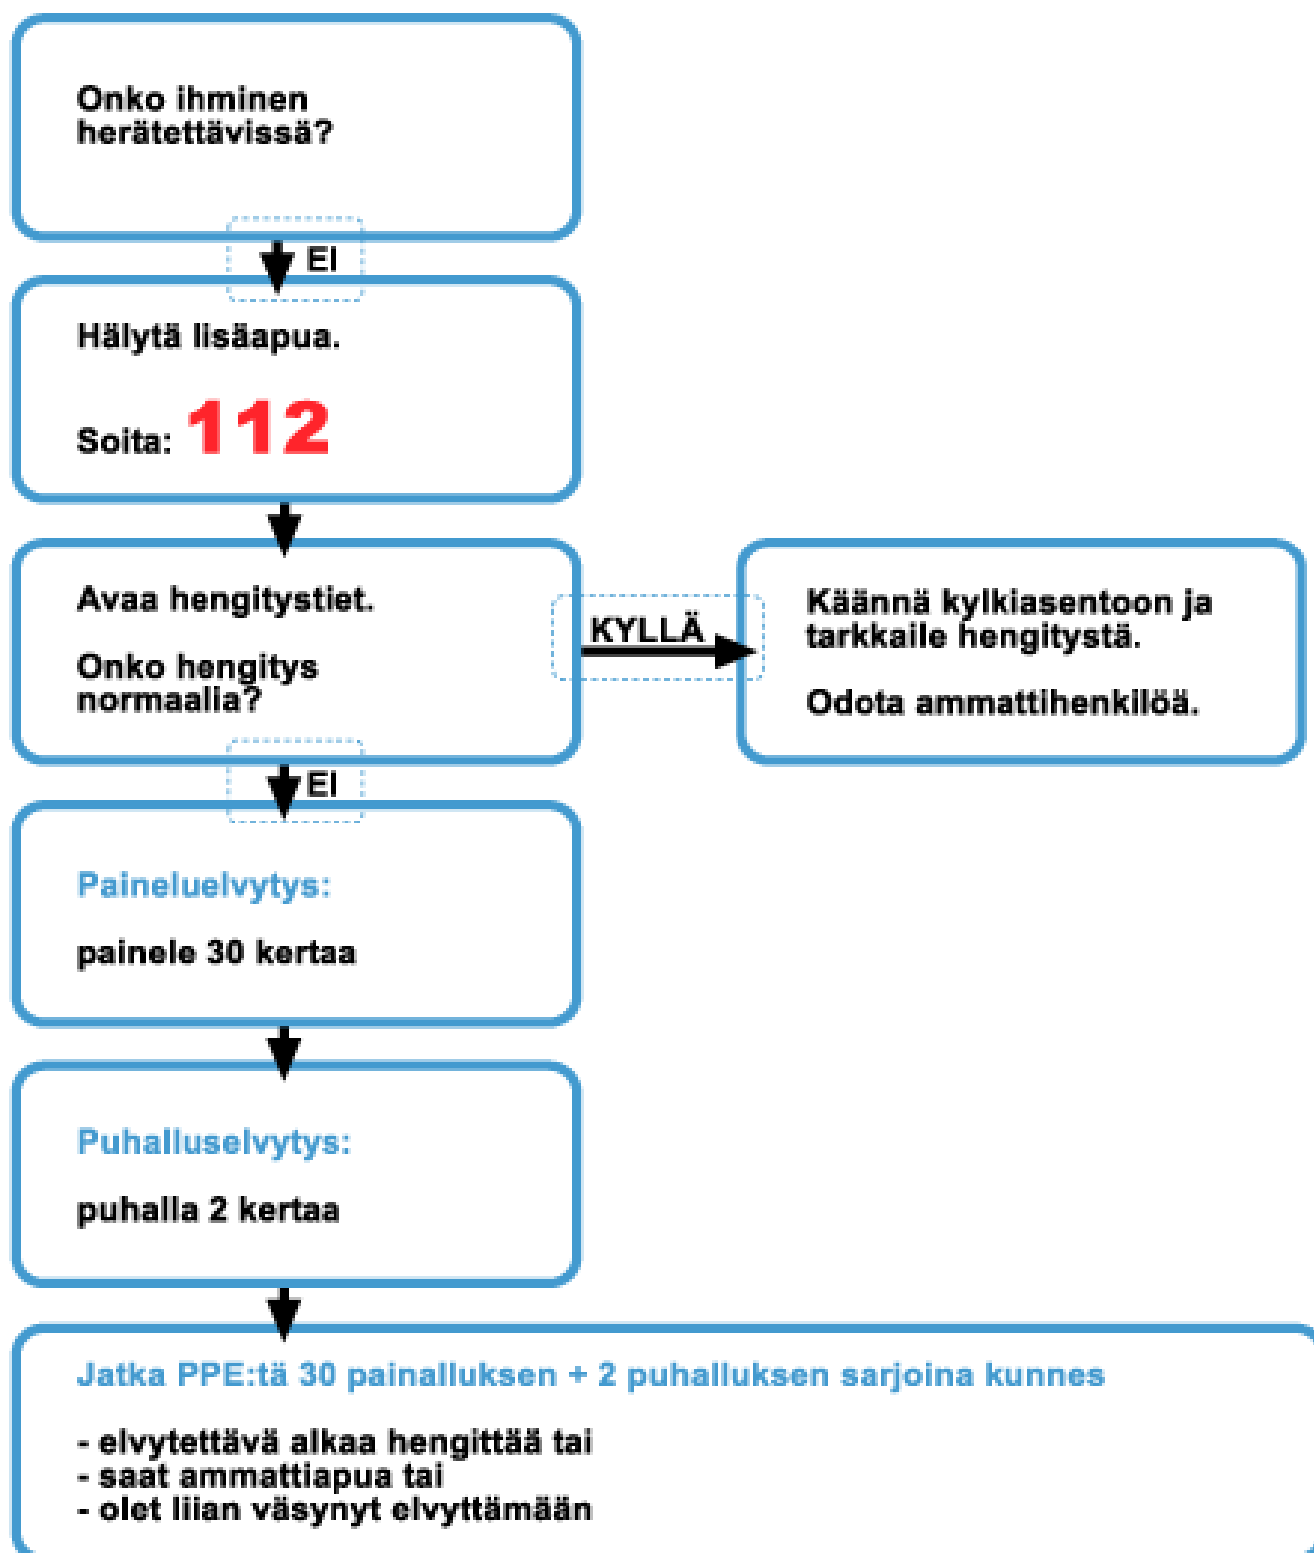 Onko ihminen
herätettävissä?
EI
Hälytä lisäapua.
Soita: 112
Avaa hengitystiet.
Onko hengitys
normaalia?
KYLLÄ
Käännä kylkiasentoon ja
tarkkaile hengitystä.
Odota ammattihenkilöä.
EI
Paineluelvytys:
painele 30 kertaa
Puhalluselvytys:
puhalla 2 kertaa
Jatka PPE:tä 30 painalluksen + 2 puhalluksen sarjoina kunnes
- elvytettävä alkaa hengittää tai
- saat ammattiapua tai
- olet liian väsynyt elvyttämään